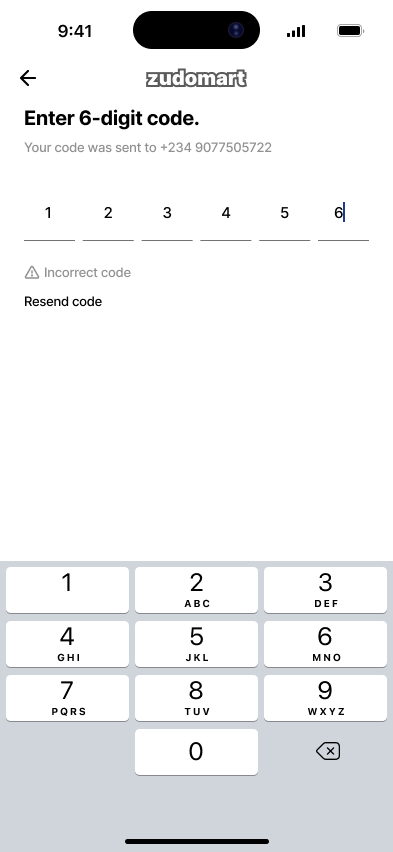 9:41
zudomart
Enter 6-digit code.
Your code was sent to +234 9077505722
1 2 3 4 5 6
Incorrect code
Resend code
1 2 3
ABC DEF
4 5 6
GHI JKL MNO
7 8 9
PQRS TUV WXYZ
0